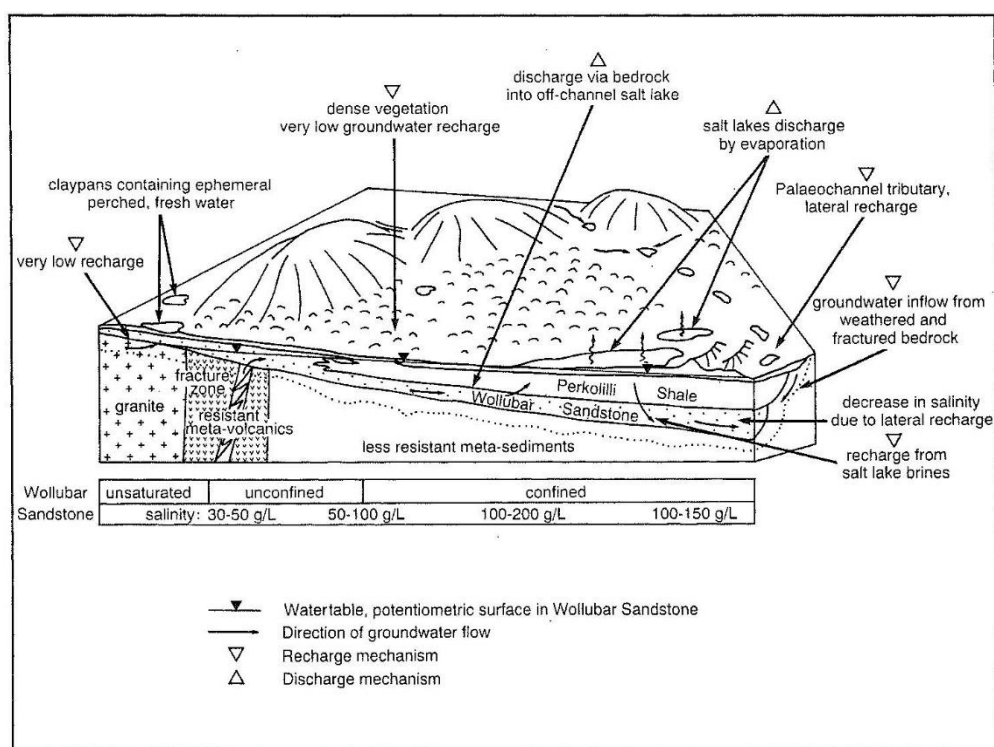 discharge via bedrock
into off-channel salt lake
dense vegetation
very low groundwater recharge
salt lakes discharge
by evaporation
claypans containing ephemeral
perched, fresh water
Palaeochannel tributary,
lateral recharge
very low recharge
groundwater inflow from
weathered and
fractured bedrock
fracture
zone
granite
resistant
meta-volcanics
Perkolilli Shale
Wollubar Sandstone
less resistant meta-sediments
decrease in salinity
due to lateral recharge
recharge from
salt lake brines
Wollubar unsaturated unconfined confined
Sandstone salinity: 30-50 g/L 50-100 g/L 100-200 g/L 100-150 g/L
Watertable, potentiometric surface in Wollubar Sandstone
Direction of groundwater flow
Recharge mechanism
Discharge mechanism